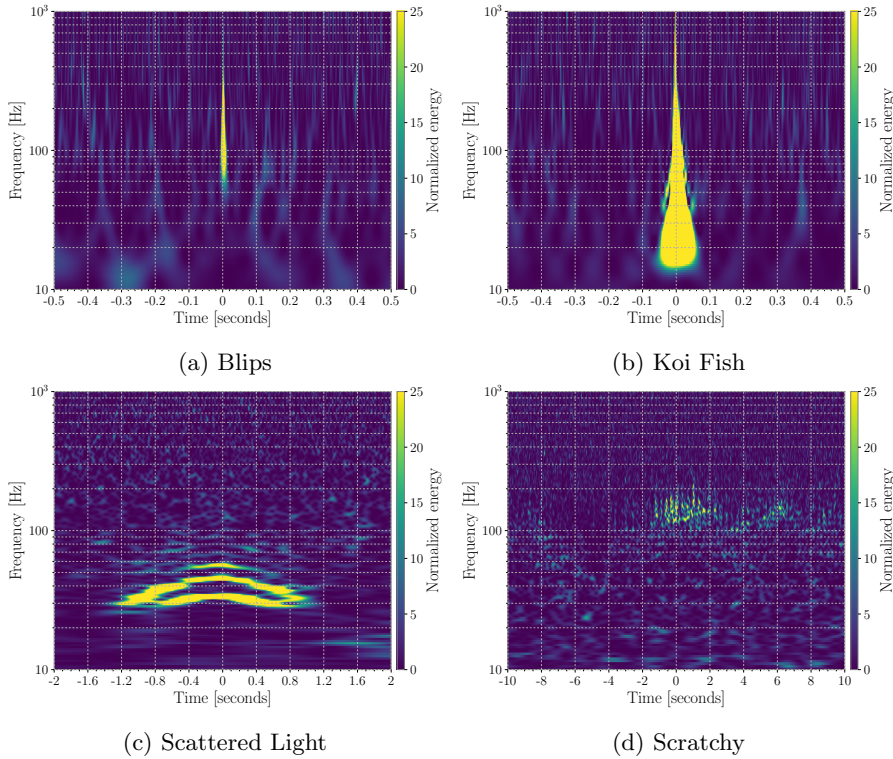 10³
100
10
Frequency [Hz]
-0.5 -0.4 -0.3 -0.2 -0.1 0 0.1 0.2 0.3 0.4 0.5
Time [seconds]
25
20
15
10
5
0
Normalized energy
(a) Blips
10³
100
10
Frequency [Hz]
-0.5 -0.4 -0.3 -0.2 -0.1 0 0.1 0.2 0.3 0.4 0.5
Time [seconds]
25
20
15
10
5
0
Normalized energy
(b) Koi Fish
10³
100
10
Frequency [Hz]
-2 -1.6 -1.2 -0.8 -0.4 0 0.4 0.8 1.2 1.6 2
Time [seconds]
25
20
15
10
5
0
Normalized energy
(c) Scattered Light
10³
100
10
Frequency [Hz]
-10 -8 -6 -4 -2 0 2 4 6 8 10
Time [seconds]
25
20
15
10
5
0
Normalized energy
(d) Scratchy